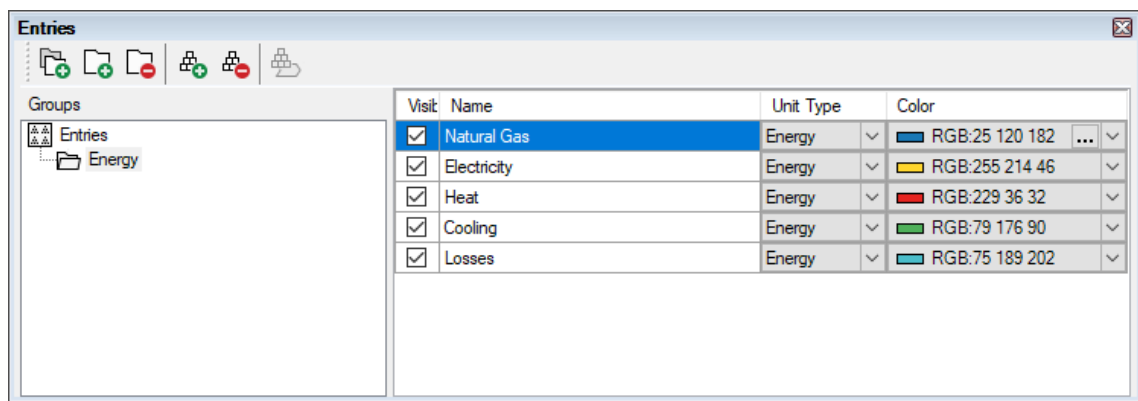 Entries
Groups
Entries
Energy
Visit Name Unit Type Color
Natural Gas Energy RGB:25 120 182 ...
Electricity Energy RGB:255 214 46
Heat Energy RGB:229 36 32
Cooling Energy RGB:79 176 90
Losses Energy RGB:75 189 202